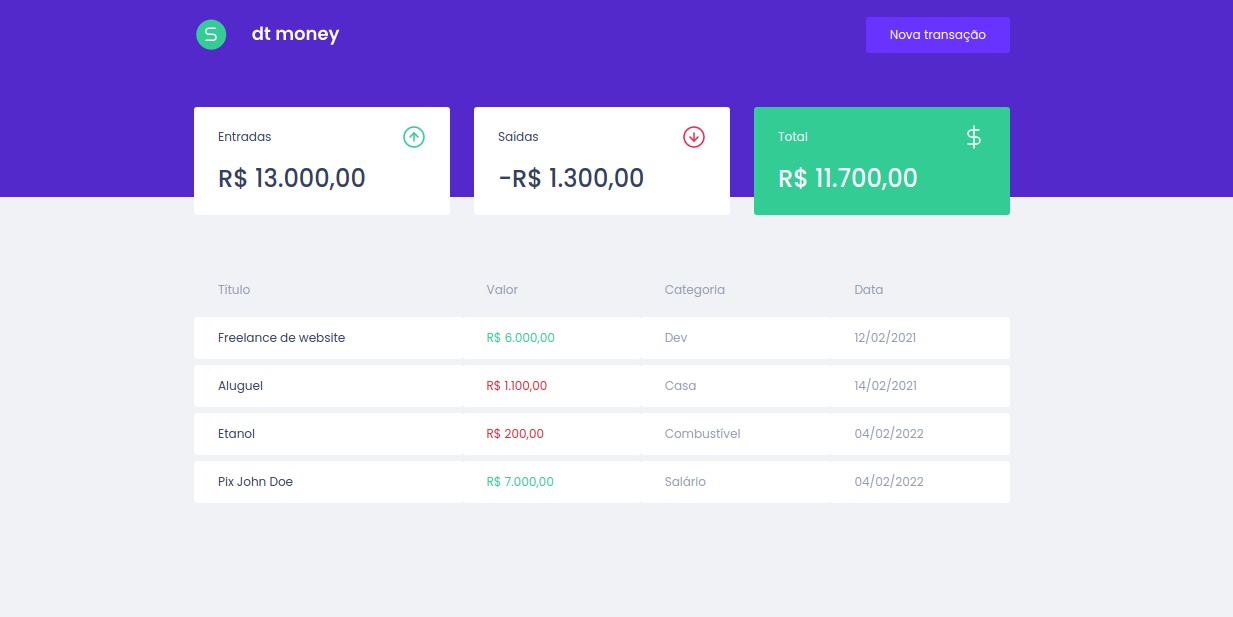 dt money
Nova transação
Entradas
R$ 13.000,00
Saídas
-R$ 1.300,00
Total
$
R$ 11.700,00
Título Valor Categoria Data
Freelance de website R$ 6.000,00 Dev 12/02/2021
Aluguel R$ 1.100,00 Casa 14/02/2021
Etanol R$ 200,00 Combustível 04/02/2022
Pix John Doe R$ 7.000,00 Salário 04/02/2022